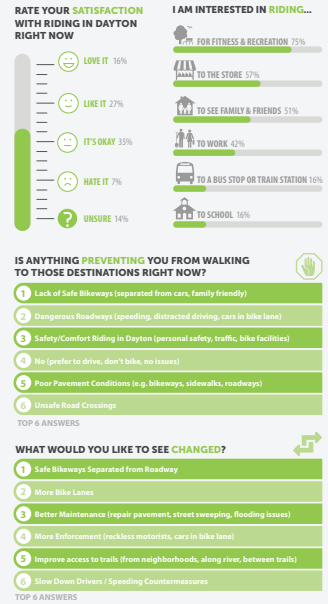 RATE YOUR SATISFACTION
WITH RIDING IN DAYTON
RIGHT NOW
LOVE IT 16%
LIKE IT 27%
IT'S OKAY 35%
HATE IT 7%
? UNSURE 14%
I AM INTERESTED IN RIDING...
FOR FITNESS & RECREATION 75%
TO THE STORE 57%
TO SEE FAMILY & FRIENDS 51%
TO WORK 42%
TO A BUS STOP OR TRAIN STATION 16%
TO SCHOOL 16%
IS ANYTHING PREVENTING YOU FROM WALKING
TO THOSE DESTINATIONS RIGHT NOW?
1 Lack of Safe Bikeways (separated from cars, family friendly)
2 Dangerous Roadways (speeding, distracted driving, cars in bike lane)
3 Safety/Comfort Riding in Dayton (personal safety, traffic, bike facilities)
4 No (prefer to drive, don't bike, no issues)
5 Poor Pavement Conditions (e.g. bikeways, sidewalks, roadways)
6 Unsafe Road Crossings
TOP 6 ANSWERS
WHAT WOULD YOU LIKE TO SEE CHANGED?
1 Safe Bikeways Separated from Roadway
2 More Bike Lanes
3 Better Maintenance (repair pavement, street sweeping, flooding issues)
4 More Enforcement (reckless motorists, cars in bike lane)
5 Improve access to trails (from neighborhoods, along river, between trails)
6 Slow Down Drivers / Speeding Countermeasures
TOP 6 ANSWERS